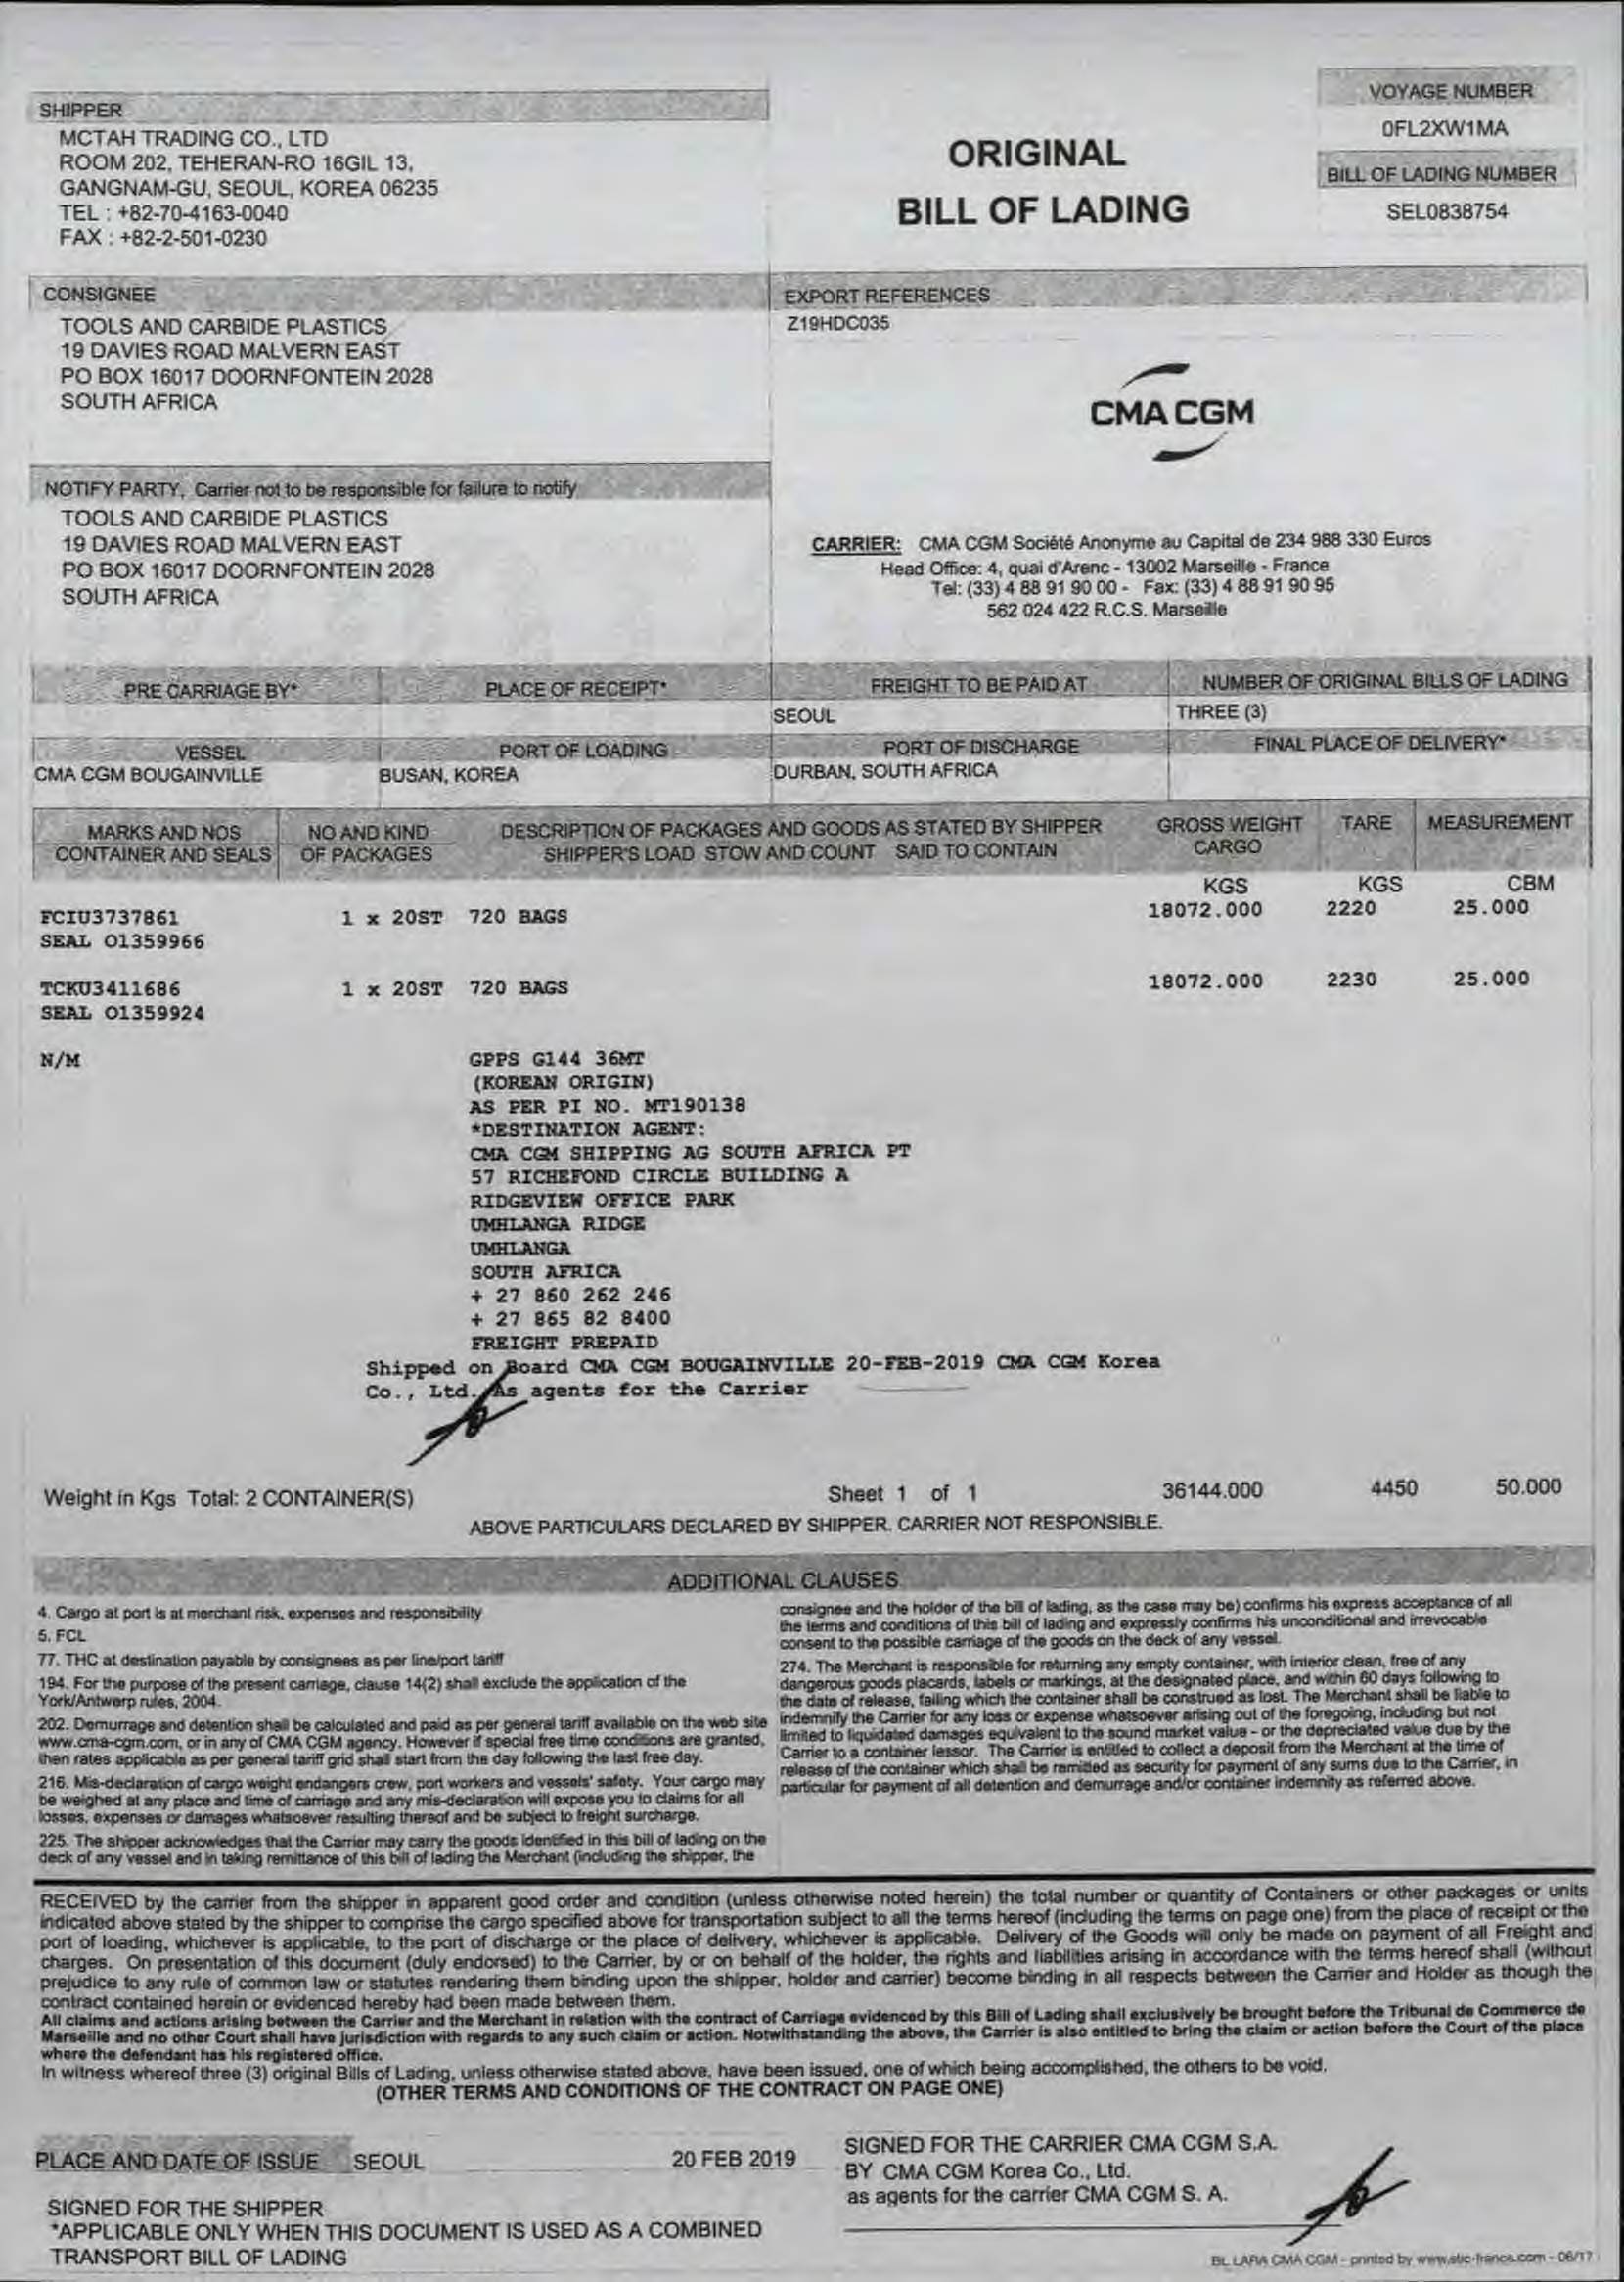 SHIPPER
MCTAH TRADING CO., LTD
ROOM 202, TEHERAN-RO 16GIL 13,
GANGNAM-GU, SEOUL, KOREA 06235
TEL : +82-70-4163-0040
FAX : +82-2-501-0230
ORIGINAL
BILL OF LADING
VOYAGE NUMBER
0FL2XW1MA
BILL OF LADING NUMBER
SEL0838754
CONSIGNEE
TOOLS AND CARBIDE PLASTICS
19 DAVIES ROAD MALVERN EAST
PO BOX 16017 DOORNFONTEIN 2028
SOUTH AFRICA
EXPORT REFERENCES
Z19HDC035
CMA CGM
NOTIFY PARTY, Carrier not to be responsible for failure to notify
TOOLS AND CARBIDE PLASTICS
19 DAVIES ROAD MALVERN EAST
PO BOX 16017 DOORNFONTEIN 2028
SOUTH AFRICA
CARRIER: CMA CGM Société Anonyme au Capital de 234 988 330 Euros
Head Office: 4, quai d'Arenc - 13002 Marseille - France
Tel: (33) 4 88 91 90 00 - Fax: (33) 4 88 91 90 95
562 024 422 R.C.S. Marseille
PRE CARRIAGE BY* PLACE OF RECEIPT* FREIGHT TO BE PAID AT NUMBER OF ORIGINAL BILLS OF LADING
SEOUL THREE (3)
VESSEL PORT OF LOADING PORT OF DISCHARGE FINAL PLACE OF DELIVERY*
CMA CGM BOUGAINVILLE BUSAN, KOREA DURBAN, SOUTH AFRICA
MARKS AND NOS NO AND KIND DESCRIPTION OF PACKAGES AND GOODS AS STATED BY SHIPPER GROSS WEIGHT TARE MEASUREMENT
CONTAINER AND SEALS OF PACKAGES SHIPPER'S LOAD STOW AND COUNT SAID TO CONTAIN CARGO
KGS KGS CBM
FCIU3737861 1 x 20ST 720 BAGS 18072.000 2220 25.000
SEAL O1359966
TCKU3411686 1 x 20ST 720 BAGS 18072.000 2230 25.000
SEAL O1359924
N/M GPPS G144 36MT
(KOREAN ORIGIN)
AS PER PI NO. MT190138
*DESTINATION AGENT:
CMA CGM SHIPPING AG SOUTH AFRICA PT
57 RICHEFOND CIRCLE BUILDING A
RIDGEVIEW OFFICE PARK
UMHLANGA RIDGE
UMHLANGA
SOUTH AFRICA
+ 27 860 262 246
+ 27 865 82 8400
FREIGHT PREPAID
Shipped on Board CMA CGM BOUGAINVILLE 20-FEB-2019 CMA CGM Korea
Co., Ltd. As agents for the Carrier
Weight in Kgs Total: 2 CONTAINER(S) Sheet 1 of 1 36144.000 4450 50.000
ABOVE PARTICULARS DECLARED BY SHIPPER. CARRIER NOT RESPONSIBLE.
ADDITIONAL CLAUSES
4. Cargo at port is at merchant risk, expenses and responsibility
5. FCL
77. THC at destination payable by consignees as per line/port tariff
194. For the purpose of the present carriage, clause 14(2) shall exclude the application of the
York/Antwerp rules, 2004.
202. Demurrage and detention shall be calculated and paid as per general tariff available on the web site
www.cma-cgm.com, or in any of CMA CGM agency. However if special free time conditions are granted,
then rates applicable as per general tariff grid shall start from the day following the last free day.
216. Mis-declaration of cargo weight endangers crew, port workers and vessels' safety. Your cargo may
be weighed at any place and time of carriage and any mis-declaration will expose you to claims for all
losses, expenses or damages whatsoever resulting thereof and be subject to freight surcharge.
225. The shipper acknowledges that the Carrier may carry the goods identified in this bill of lading on the
deck of any vessel and in taking remittance of this bill of lading the Merchant (including the shipper, the
consignee and the holder of the bill of lading, as the case may be) confirms his express acceptance of all
the terms and conditions of this bill of lading and expressly confirms his unconditional and irrevocable
consent to the possible carriage of the goods on the deck of any vessel.
274. The Merchant is responsible for returning any empty container, with interior clean, free of any
dangerous goods placards, labels or markings, at the designated place, and within 60 days following to
the date of release, failing which the container shall be construed as lost. The Merchant shall be liable to
indemnify the Carrier for any loss or expense whatsoever arising out of the foregoing, including but not
limited to liquidated damages equivalent to the sound market value - or the depreciated value due by the
Carrier to a container lessor. The Carrier is entitled to collect a deposit from the Merchant at the time of
release of the container which shall be remitted as security for payment of any sums due to the Carrier, in
particular for payment of all detention and demurrage and/or container indemnity as referred above.
RECEIVED by the carrier from the shipper in apparent good order and condition (unless otherwise noted herein) the total number or quantity of Containers or other packages or units
indicated above stated by the shipper to comprise the cargo specified above for transportation subject to all the terms hereof (including the terms on page one) from the place of receipt or the
port of loading, whichever is applicable, to the port of discharge or the place of delivery, whichever is applicable. Delivery of the Goods will only be made on payment of all Freight and
charges. On presentation of this document (duly endorsed) to the Carrier, by or on behalf of the holder, the rights and liabilities arising in accordance with the terms hereof shall (without
prejudice to any rule of common law or statutes rendering them binding upon the shipper, holder and carrier) become binding in all respects between the Carrier and Holder as though the
contract contained herein or evidenced hereby had been made between them.
All claims and actions arising between the Carrier and the Merchant in relation with the contract of Carriage evidenced by this Bill of Lading shall exclusively be brought before the Tribunal de Commerce de
Marseille and no other Court shall have jurisdiction with regards to any such claim or action. Notwithstanding the above, the Carrier is also entitled to bring the claim or action before the Court of the place
where the defendant has his registered office.
In witness whereof three (3) original Bills of Lading, unless otherwise stated above, have been issued, one of which being accomplished, the others to be void.
(OTHER TERMS AND CONDITIONS OF THE CONTRACT ON PAGE ONE)
PLACE AND DATE OF ISSUE SEOUL 20 FEB 2019
SIGNED FOR THE CARRIER CMA CGM S.A.
BY CMA CGM Korea Co., Ltd.
as agents for the carrier CMA CGM S. A.
SIGNED FOR THE SHIPPER
*APPLICABLE ONLY WHEN THIS DOCUMENT IS USED AS A COMBINED
TRANSPORT BILL OF LADING
BL LARA CMA CGM - printed by www.stic-france.com - 06/17